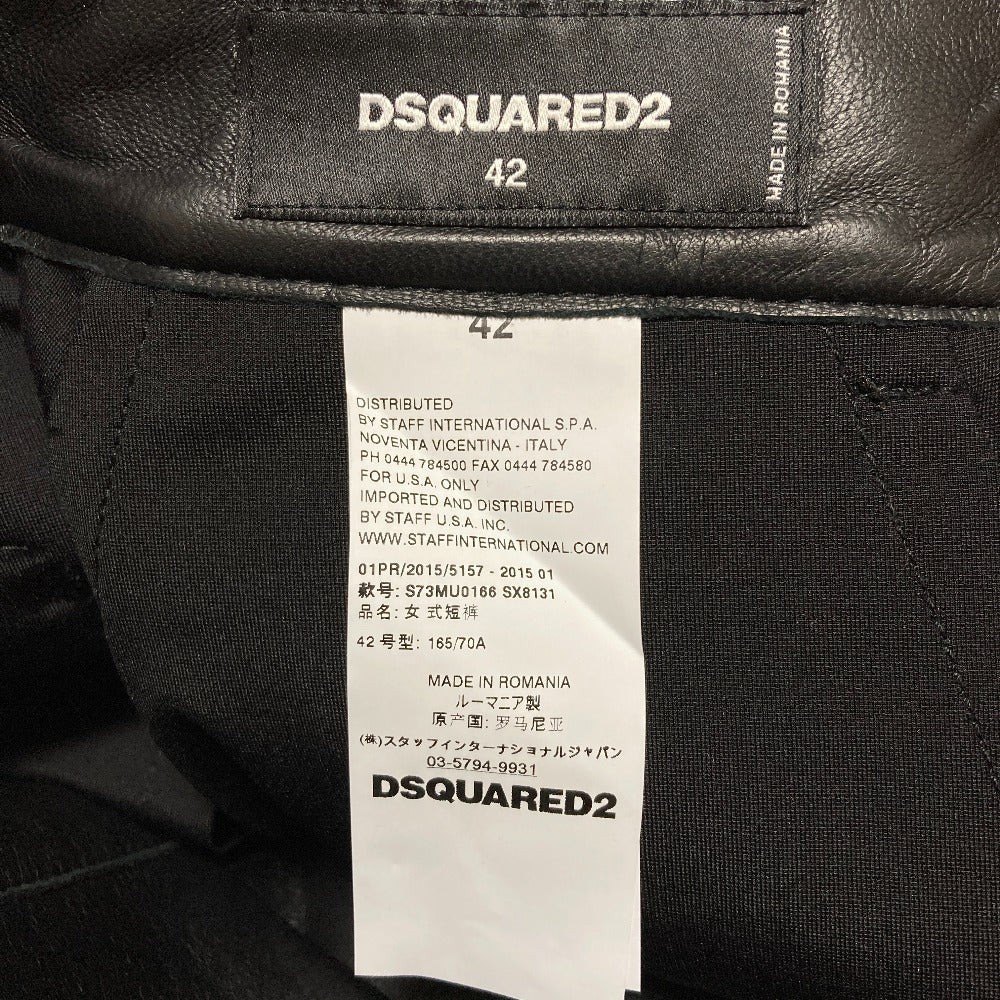 DSQUARED2
42
MADE IN ROMANIA
42
DISTRIBUTED
BY STAFF INTERNATIONAL S.P.A.
NOVENTA VICENTINA - ITALY
PH 0444 784500 FAX 0444 784580
FOR U.S.A. ONLY
IMPORTED AND DISTRIBUTED
BY STAFF U.S.A. INC.
WWW.STAFFINTERNATIONAL.COM
01PR/2015/5157 - 2015 01
款号: S73MU0166 SX8131
品名: 女式短裤
42 号型: 165/70A
MADE IN ROMANIA
ルーマニア製
原产国: 罗马尼亚
(株)スタッフインターナショナルジャパン
03-5794-9931
DSQUARED2